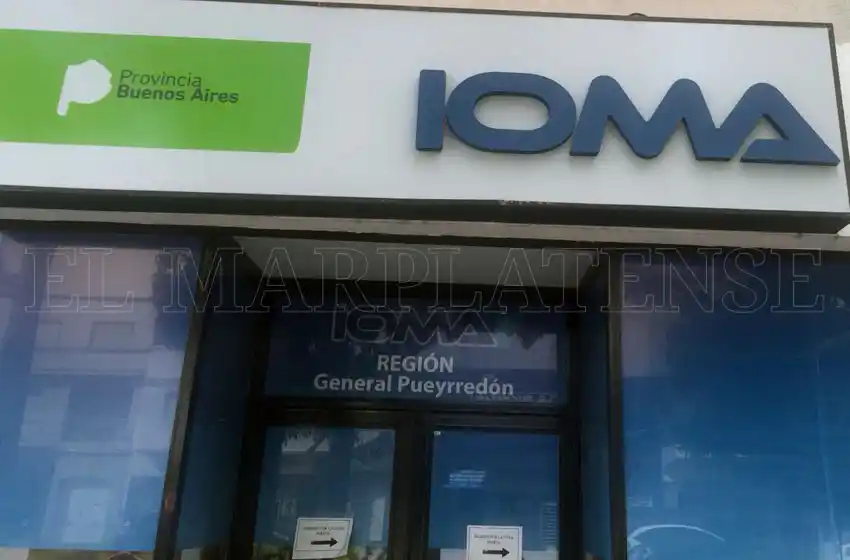 Provincia
Buenos Aires
IOMA
EL MARPLATENSE
IOMA
REGIÓN
General Pueyrredón